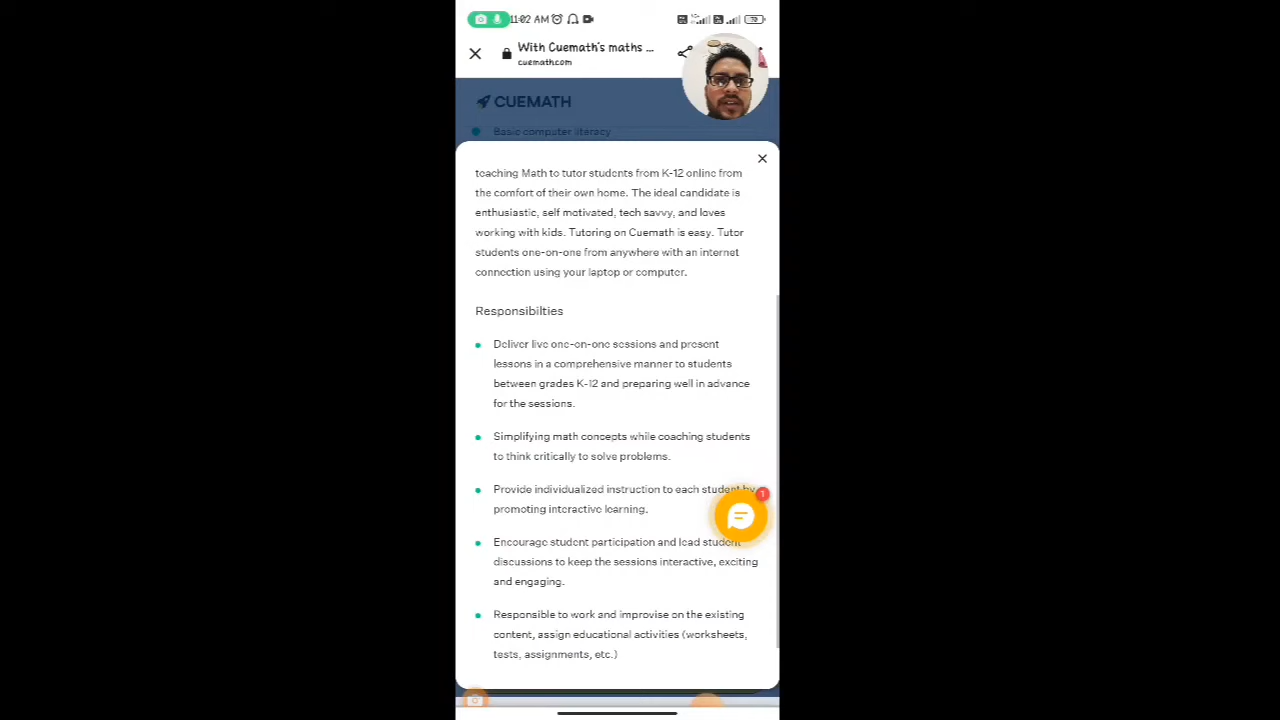 11:02 AM
70
With Cuemath's maths ...
cuemath.com
CUEMATH
Basic computer literacy
teaching Math to tutor students from K-12 online from
the comfort of their own home. The ideal candidate is
enthusiastic, self motivated, tech savvy, and loves
working with kids. Tutoring on Cuemath is easy. Tutor
students one-on-one from anywhere with an internet
connection using your laptop or computer.
Responsibilties
Deliver live one-on-one sessions and present
lessons in a comprehensive manner to students
between grades K-12 and preparing well in advance
for the sessions.
Simplifying math concepts while coaching students
to think critically to solve problems.
Provide individualized instruction to each student by
promoting interactive learning.
1
Encourage student participation and lead student
discussions to keep the sessions interactive, exciting
and engaging.
Responsible to work and improvise on the existing
content, assign educational activities (worksheets,
tests, assignments, etc.)